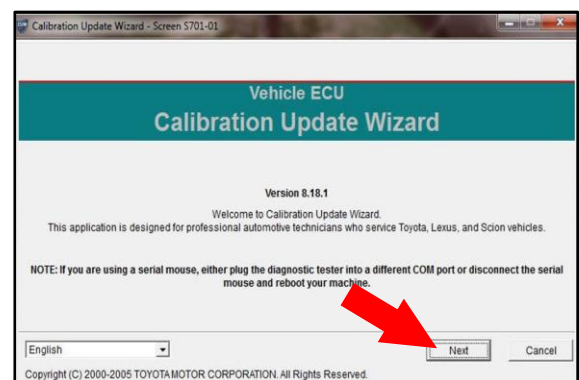 Calibration Update Wizard - Screen S701-01
Vehicle ECU
Calibration Update Wizard
Version 8.18.1
Welcome to Calibration Update Wizard.
This application is designed for professional automotive technicians who service Toyota, Lexus, and Scion vehicles.
NOTE: If you are using a serial mouse, either plug the diagnostic tester into a different COM port or disconnect the serial
mouse and reboot your machine.
English
Next
Cancel
Copyright (C) 2000-2005 TOYOTA MOTOR CORPORATION. All Rights Reserved.